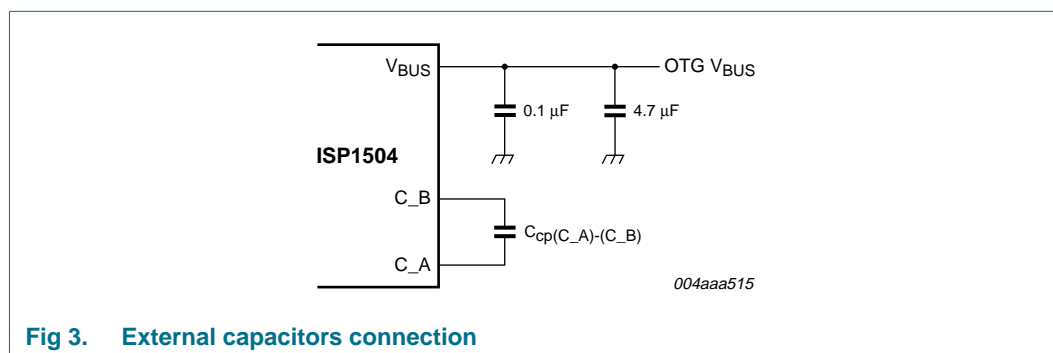 VBUS
OTG VBUS
0.1 μF
4.7 μF
ISP1504
C_B
Ccp(C_A)-(C_B)
C_A
004aaa515
Fig 3. External capacitors connection